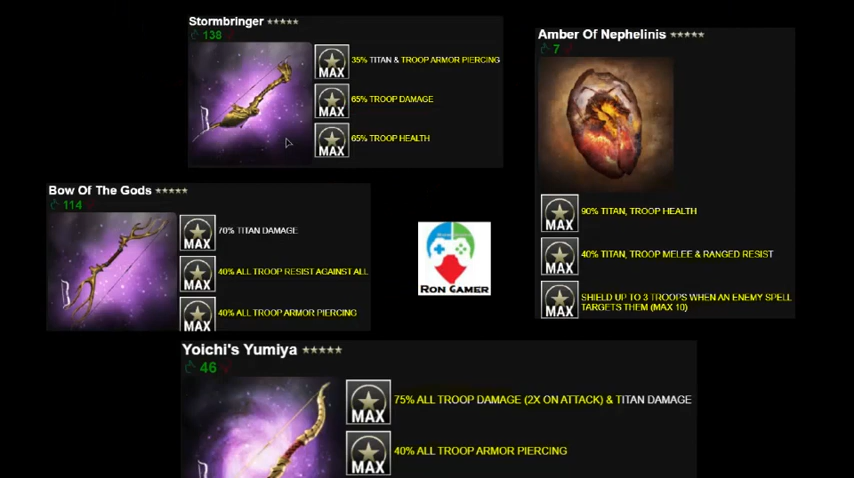 Stormbringer
138
MAX
35% TITAN & TROOP ARMOR PIERCING
MAX
65% TROOP DAMAGE
MAX
65% TROOP HEALTH
Amber Of Nephelinis
7
MAX
90% TITAN, TROOP HEALTH
MAX
40% TITAN, TROOP MELEE & RANGED RESIST
MAX
SHIELD UP TO 3 TROOPS WHEN AN ENEMY SPELL
TARGETS THEM (MAX 10)
Bow Of The Gods
114
MAX
70% TITAN DAMAGE
MAX
40% ALL TROOP RESIST AGAINST ALL
MAX
40% ALL TROOP ARMOR PIERCING
RON GAMER
Yoichi's Yumiya
46
MAX
75% ALL TROOP DAMAGE (2X ON ATTACK) & TITAN DAMAGE
MAX
40% ALL TROOP ARMOR PIERCING